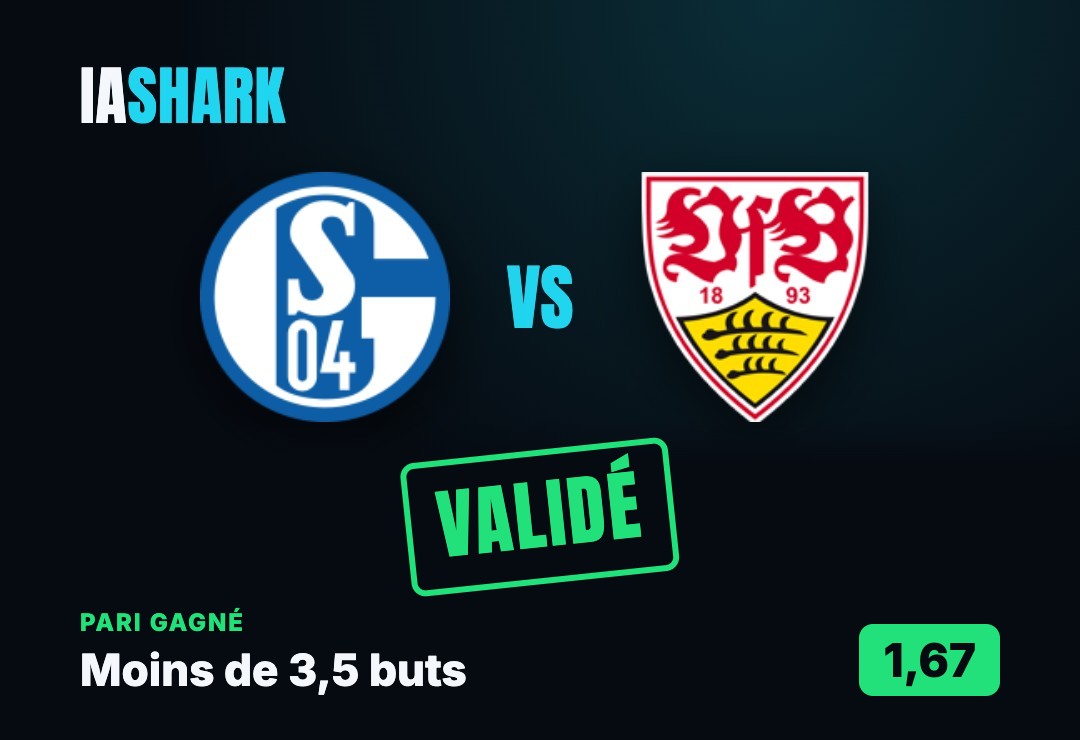 IASHARK
S
04
VS
VfB
18 93
VALIDÉ
PARI GAGNÉ
Moins de 3,5 buts
1,67